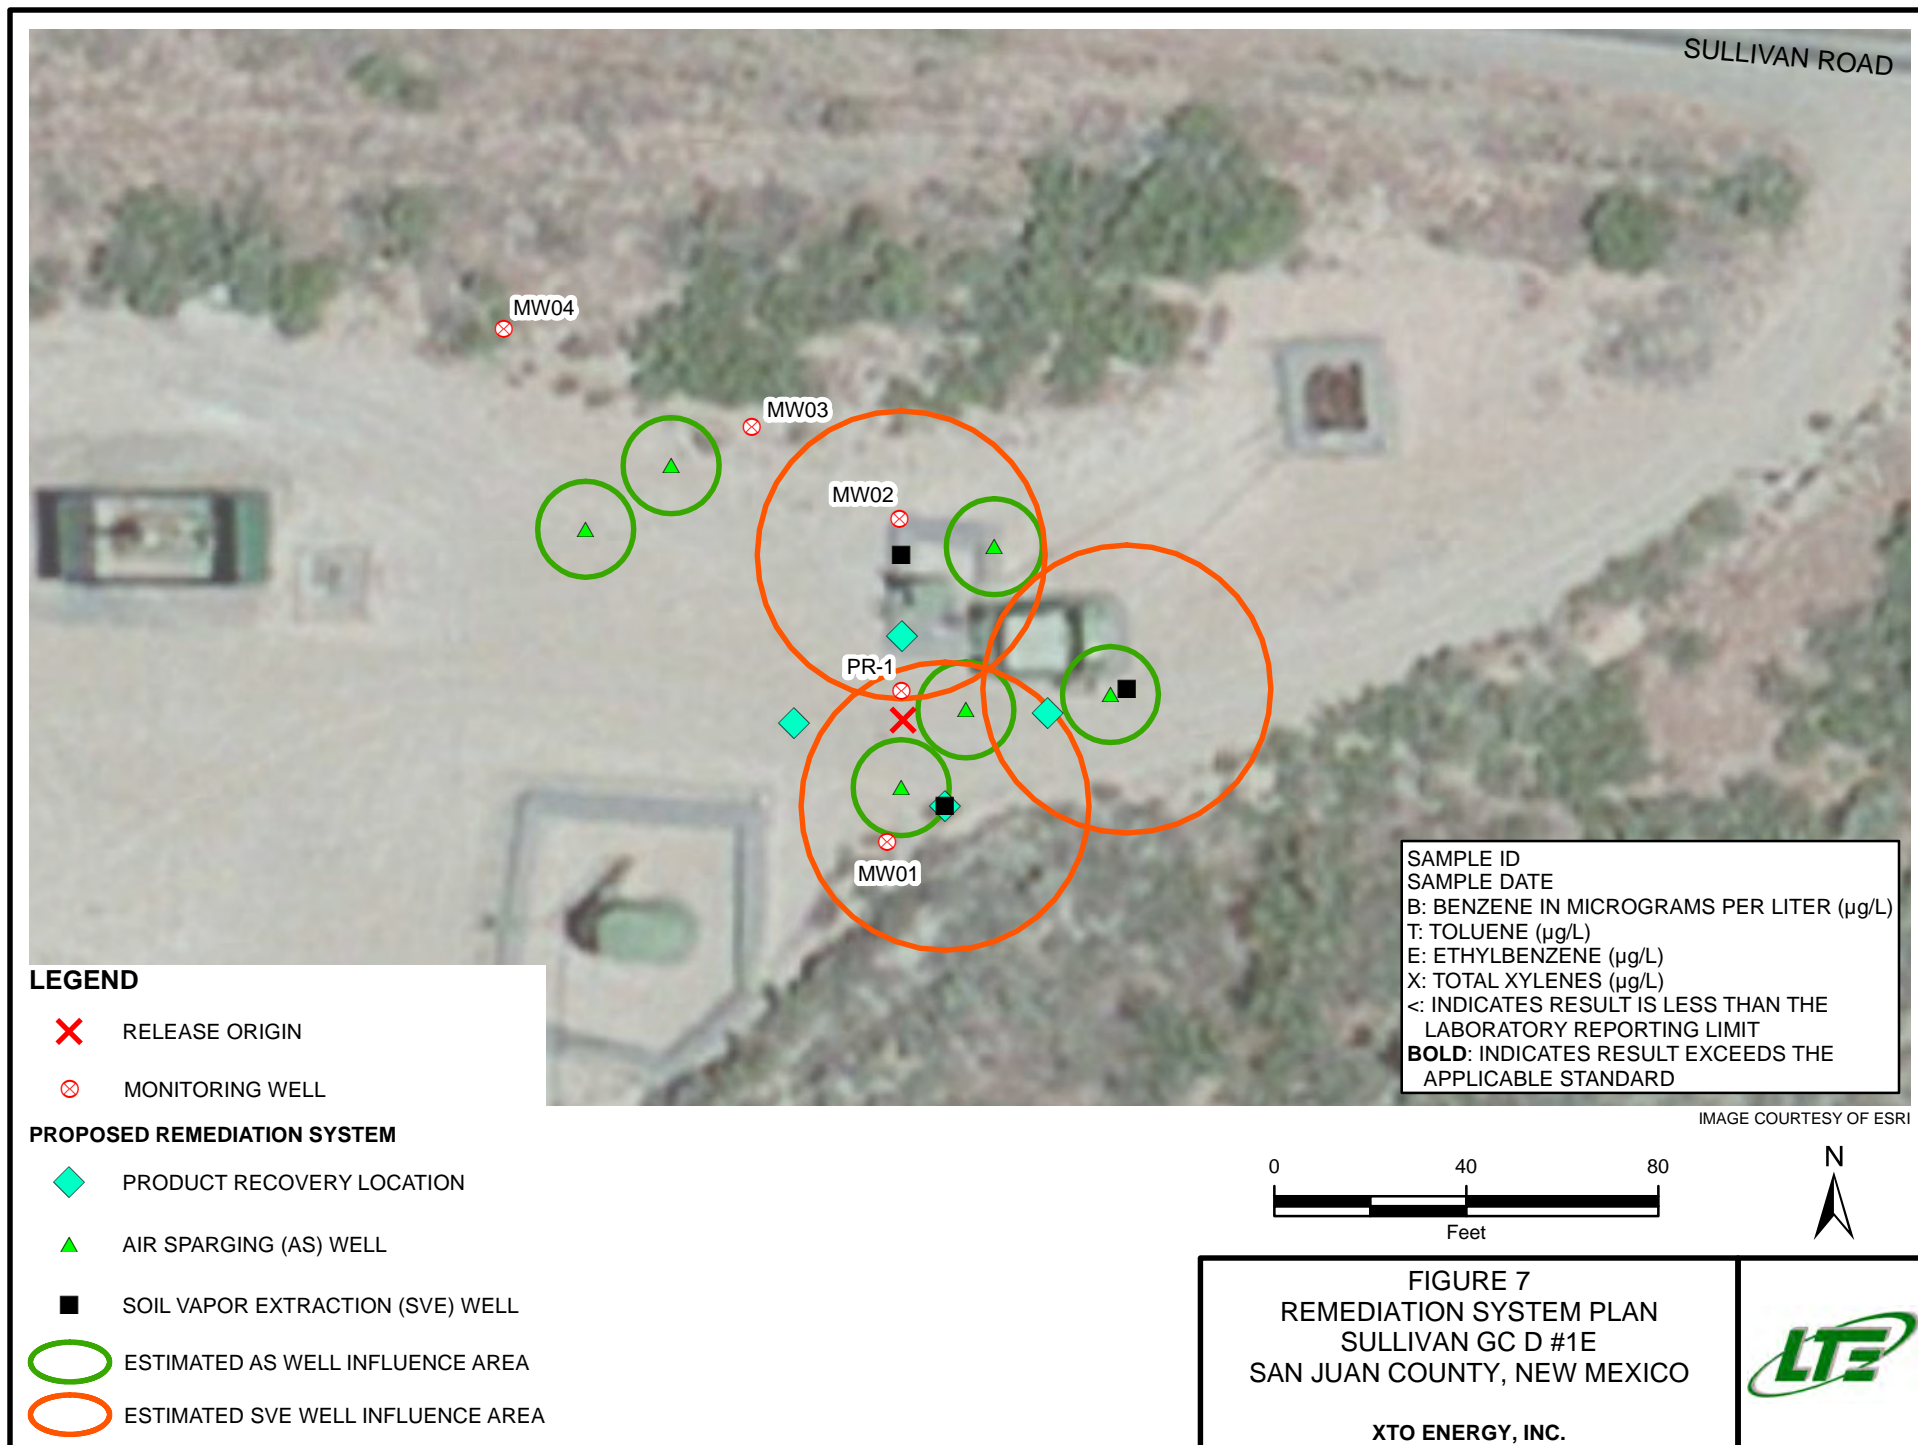 SULLIVAN ROAD
MW04
MW03
MW02
PR-1
MW01
SAMPLE ID
SAMPLE DATE
B: BENZENE IN MICROGRAMS PER LITER (µg/L)
T: TOLUENE (µg/L)
E: ETHYLBENZENE (µg/L)
X: TOTAL XYLENES (µg/L)
<: INDICATES RESULT IS LESS THAN THE
LABORATORY REPORTING LIMIT
BOLD: INDICATES RESULT EXCEEDS THE
APPLICABLE STANDARD
LEGEND
RELEASE ORIGIN
MONITORING WELL
PROPOSED REMEDIATION SYSTEM
PRODUCT RECOVERY LOCATION
AIR SPARGING (AS) WELL
SOIL VAPOR EXTRACTION (SVE) WELL
ESTIMATED AS WELL INFLUENCE AREA
ESTIMATED SVE WELL INFLUENCE AREA
IMAGE COURTESY OF ESRI
0 40 80
Feet
N
FIGURE 7
REMEDIATION SYSTEM PLAN
SULLIVAN GC D #1E
SAN JUAN COUNTY, NEW MEXICO
XTO ENERGY, INC.
LTE